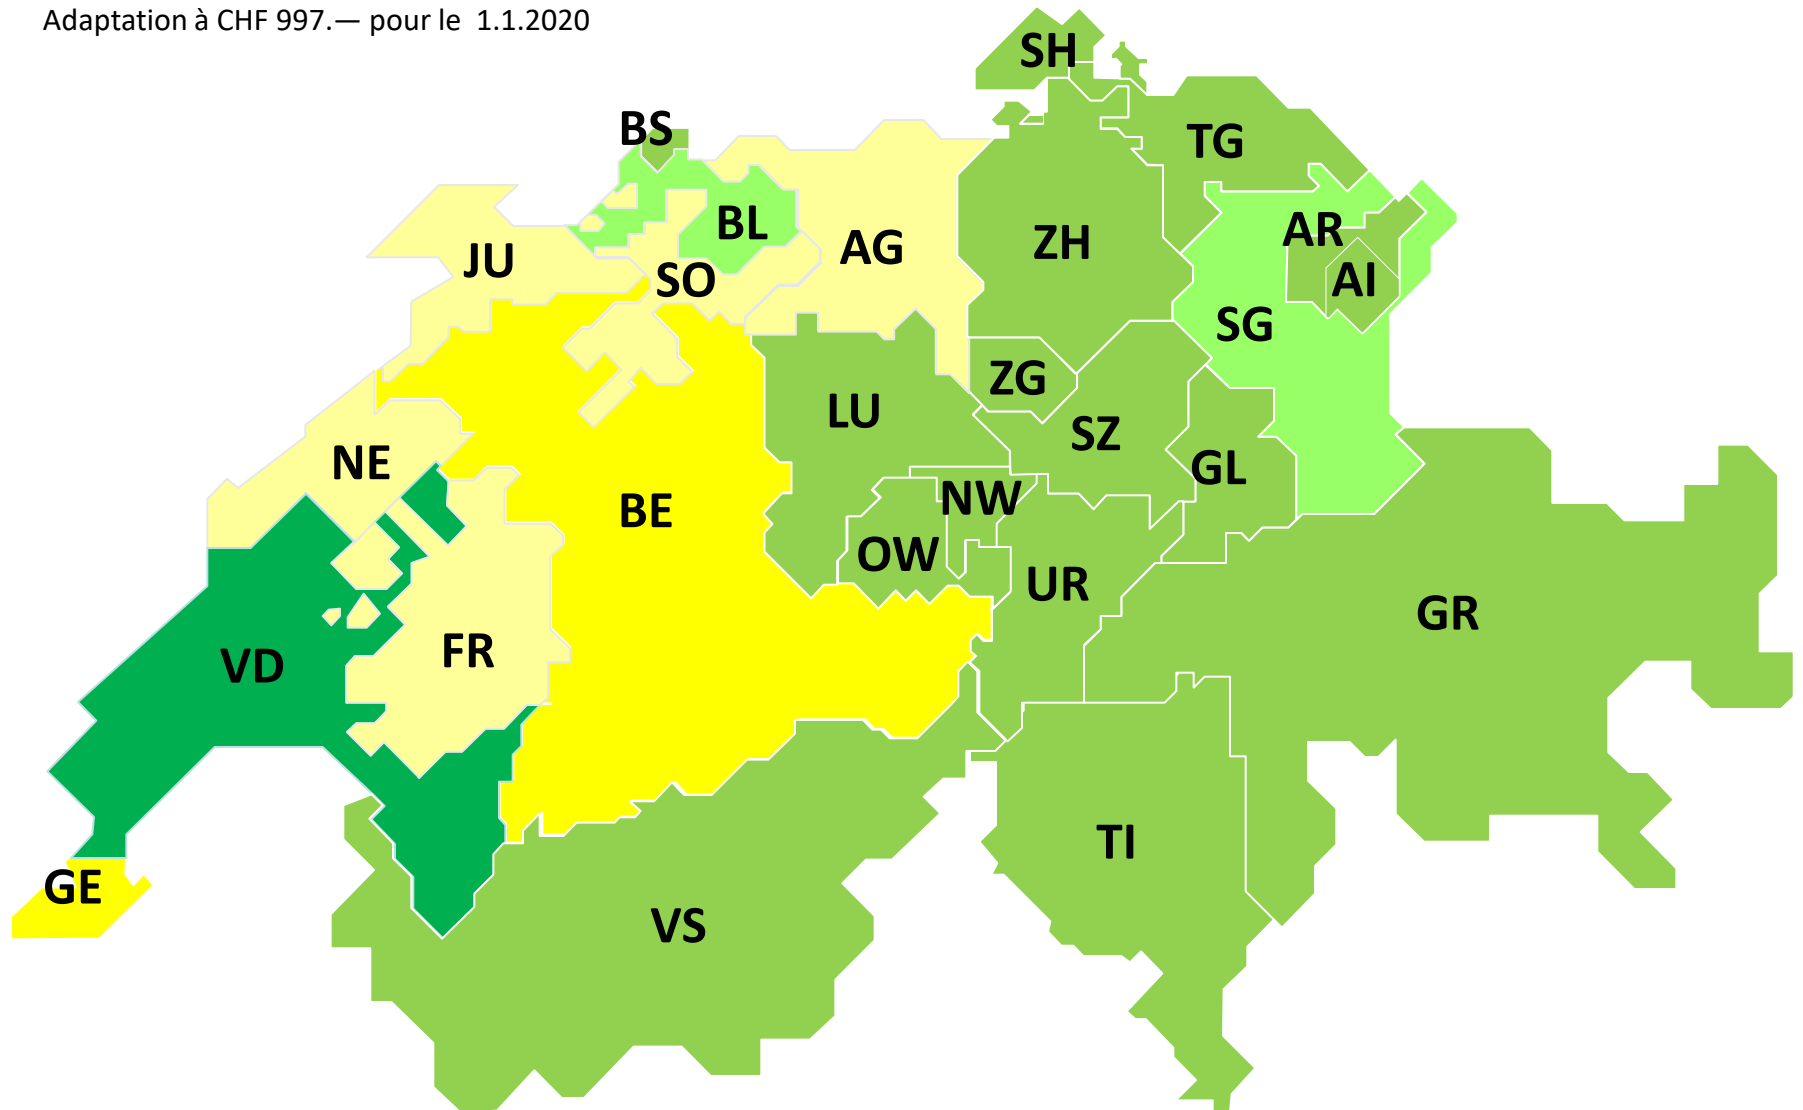 Adaptation à CHF 997.— pour le 1.1.2020
SH
BS
TG
BL
AR
ZH
AG
JU
SO
AI
SG
ZG
LU
SZ
NE
GL
NW
BE
OW
UR
GR
FR
VD
TI
GE
VS